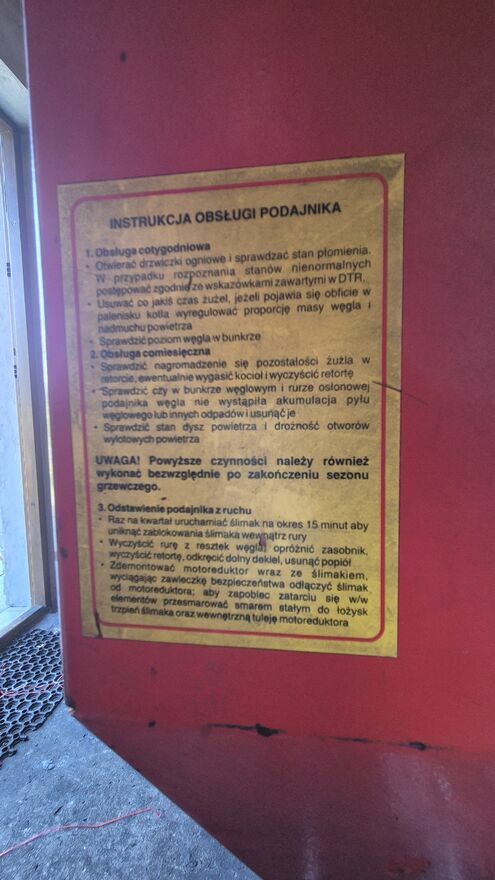 INSTRUKCJA OBSŁUGI PODAJNIKA
1. Obsługa cotygodniowa
• Otwierać drzwiczki ogniowe i sprawdzać stan płomienia.
W przypadku rozpoznania stanów nienormalnych
postępować zgodnie ze wskazówkami zawartymi w DTR,
• Usuwać co jakiś czas żużel, jeżeli pojawia się obficie w
palenisku kotła wyregulować proporcję masy węgla i
nadmuchu powietrza
• Sprawdzić poziom węgla w bunkrze
2. Obsługa comiesięczna
• Sprawdzić nagromadzenie się pozostałości żużla w
retorcie, ewentualnie wygasić kocioł i wyczyścić retortę
• Sprawdzić czy w bunkrze węglowym i rurze osłonowej
podajnika węgla nie wystąpiła akumulacja pyłu
węglowego lub innych odpadów i usunąć je
• Sprawdzić stan dysz powietrza i drożność otworów
wylotowych powietrza
UWAGA! Powyższe czynności należy również
wykonać bezwzględnie po zakończeniu sezonu
grzewczego.
3. Odstawienie podajnika z ruchu
• Raz na kwartał uruchamiać ślimak na okres 15 minut aby
uniknąć zablokowania ślimaka wewnątrz rury
• Wyczyścić rurę z resztek węgla, opróżnić zasobnik,
wyczyścić retortę, odkręcić dolny dekiel, usunąć popiół
• Zdemontować motoreduktor wraz ze ślimakiem,
wyciągając zawleczkę bezpieczeństwa odłączyć ślimak
od motoreduktora; aby zapobiec zatarciu się w/w
elementów przesmarować smarem stałym do łożysk
trzpień ślimaka oraz wewnętrzną tuleję motoreduktora